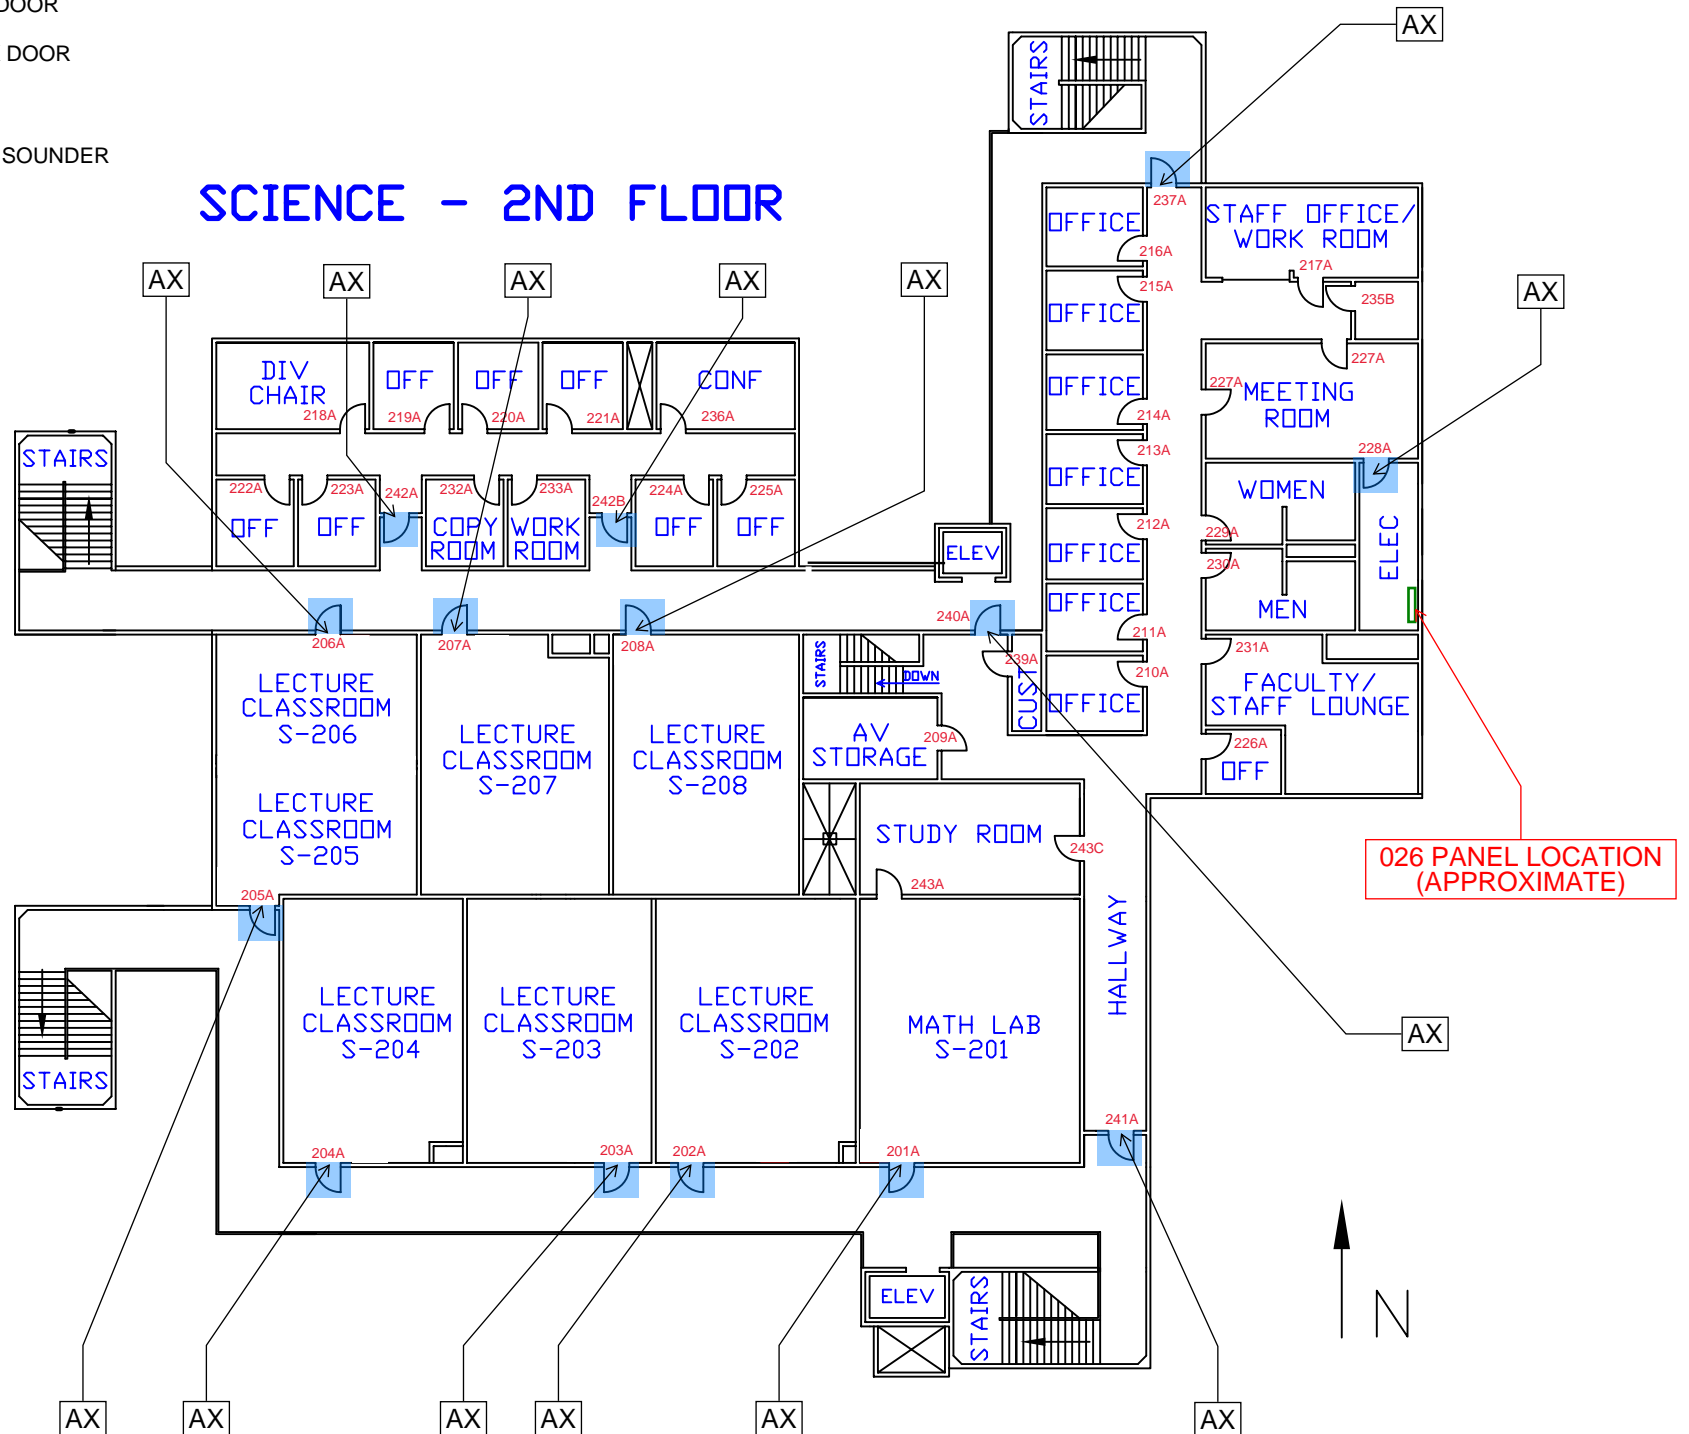 DOOR
DOOR
SOUNDER
SCIENCE - 2ND FLOOR
AX
AX
AX
AX
AX
AX
AX
STAIRS
237A
OFFICE
STAFF OFFICE/
WORK ROOM
216A
217A
215A
235B
OFFICE
227A
OFFICE
227A
MEETING
ROOM
214A
213A
228A
OFFICE
WOMEN
212A
229A
OFFICE
ELEC
230A
OFFICE
MEN
211A
231A
210A
OFFICE
FACULTY/
STAFF LOUNGE
226A
OFF
DIV
CHAIR
OFF
OFF
OFF
CONF
218A
219A
220A
221A
236A
STAIRS
222A
223A
242A
232A
233A
242B
224A
225A
OFF
OFF
COPY
ROOM
WORK
ROOM
OFF
OFF
ELEV
240A
206A
207A
208A
239A
CUST
STAIRS
DOWN
LECTURE
CLASSROOM
S-206
LECTURE
CLASSROOM
S-207
LECTURE
CLASSROOM
S-208
AV
STORAGE
209A
LECTURE
CLASSROOM
S-205
STUDY ROOM
243C
243A
205A
026 PANEL LOCATION
(APPROXIMATE)
HALLWAY
LECTURE
CLASSROOM
S-204
LECTURE
CLASSROOM
S-203
LECTURE
CLASSROOM
S-202
MATH LAB
S-201
AX
STAIRS
241A
204A
203A
202A
201A
ELEV
STAIRS
N
AX
AX
AX
AX
AX
AX